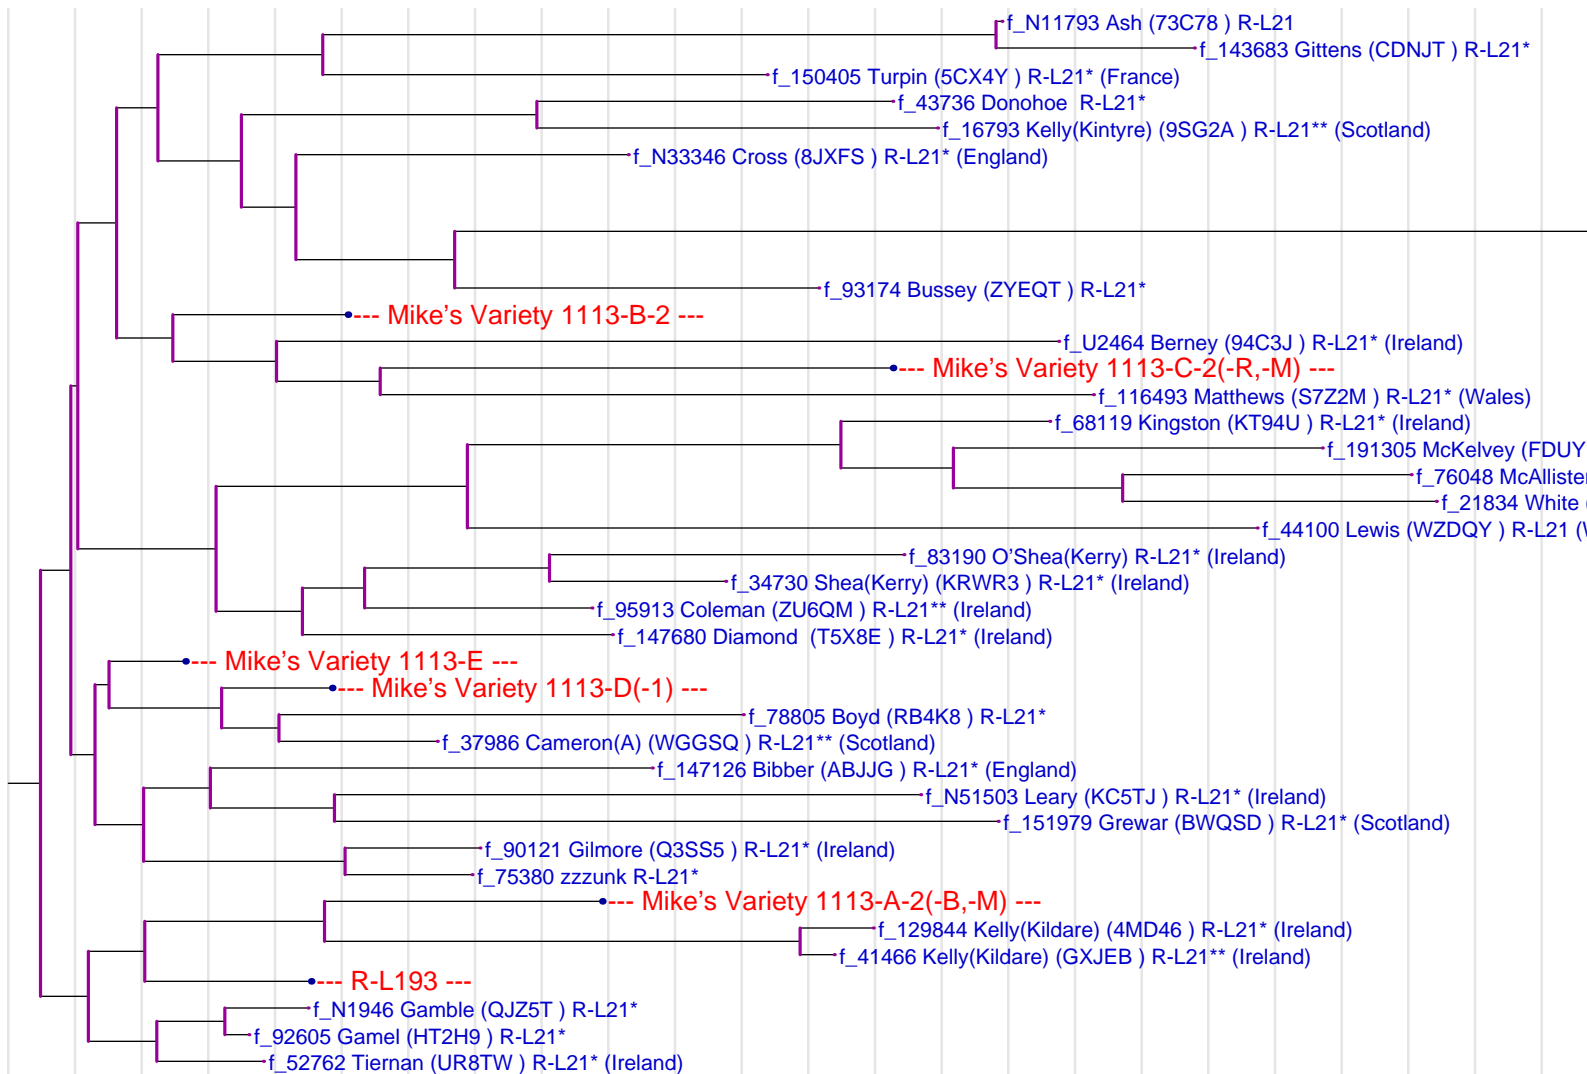 f_N11793 Ash (73C78 ) R-L21
f_143683 Gittens (CDNJT ) R-L21*
f_150405 Turpin (5CX4Y ) R-L21* (France)
f_43736 Donohoe  R-L21*
f_16793 Kelly(Kintyre) (9SG2A ) R-L21** (Scotland)
f_N33346 Cross (8JXFS ) R-L21* (England)
f_93174 Bussey (ZYEQT ) R-L21*
--- Mike's Variety 1113-B-2 ---
f_U2464 Berney (94C3J ) R-L21* (Ireland)
--- Mike's Variety 1113-C-2(-R,-M) ---
f_116493 Matthews (S7Z2M ) R-L21* (Wales)
f_68119 Kingston (KT94U ) R-L21* (Ireland)
f_191305 McKelvey (FDUY
f_76048 McAllister
f_21834 White (
f_44100 Lewis (WZDQY ) R-L21 (W
f_83190 O'Shea(Kerry) R-L21* (Ireland)
f_34730 Shea(Kerry) (KRWR3 ) R-L21* (Ireland)
f_95913 Coleman (ZU6QM ) R-L21** (Ireland)
f_147680 Diamond  (T5X8E ) R-L21* (Ireland)
--- Mike's Variety 1113-E ---
--- Mike's Variety 1113-D(-1) ---
f_78805 Boyd (RB4K8 ) R-L21*
f_37986 Cameron(A) (WGGSQ ) R-L21** (Scotland)
f_147126 Bibber (ABJJG ) R-L21* (England)
f_N51503 Leary (KC5TJ ) R-L21* (Ireland)
f_151979 Grewar (BWQSD ) R-L21* (Scotland)
f_90121 Gilmore (Q3SS5 ) R-L21* (Ireland)
f_75380 zzzunk R-L21*
--- Mike's Variety 1113-A-2(-B,-M) ---
f_129844 Kelly(Kildare) (4MD46 ) R-L21* (Ireland)
f_41466 Kelly(Kildare) (GXJEB ) R-L21** (Ireland)
--- R-L193 ---
f_N1946 Gamble (QJZ5T ) R-L21*
f_92605 Gamel (HT2H9 ) R-L21*
f_52762 Tiernan (UR8TW ) R-L21* (Ireland)